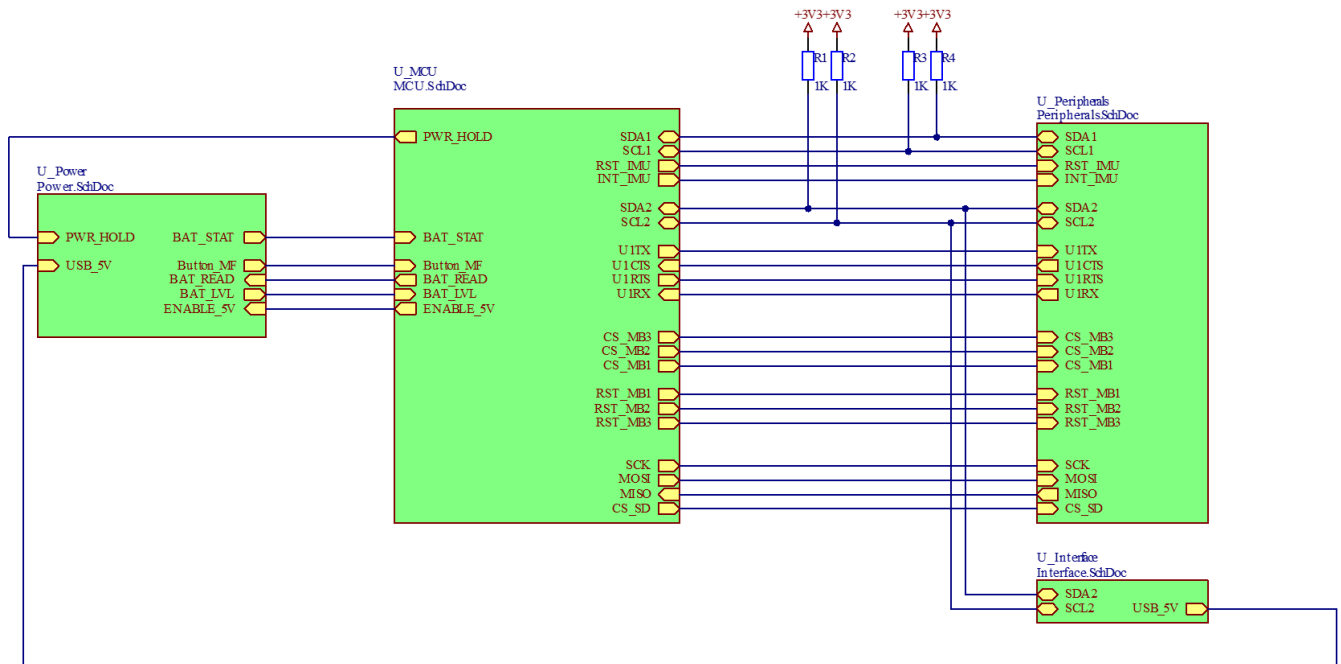 +3V3 +3V3 +3V3 +3V3
R1 R2 R3 R4
1K 1K 1K 1K
U_MCU
MCU.SchDoc
PWR_HOLD
BAT_STAT
Button_MF
BAT_READ
BAT_LVL
ENABLE_5V
SDA1
SCL1
RST_IMU
INT_IMU
SDA2
SCL2
U1TX
U1CTS
U1RTS
U1RX
CS_MB3
CS_MB2
CS_MB1
RST_MB1
RST_MB2
RST_MB3
SCK
MOSI
MISO
CS_SD
U_Power
Power.SchDoc
PWR_HOLD
USB_5V
BAT_STAT
Button_MF
BAT_READ
BAT_LVL
ENABLE_5V
U_Peripherals
Peripherals.SchDoc
SDA1
SCL1
RST_IMU
INT_IMU
SDA2
SCL2
U1TX
U1CTS
U1RTS
U1RX
CS_MB3
CS_MB2
CS_MB1
RST_MB1
RST_MB2
RST_MB3
SCK
MOSI
MISO
CS_SD
U_Interface
Interface.SchDoc
SDA2
SCL2
USB_5V